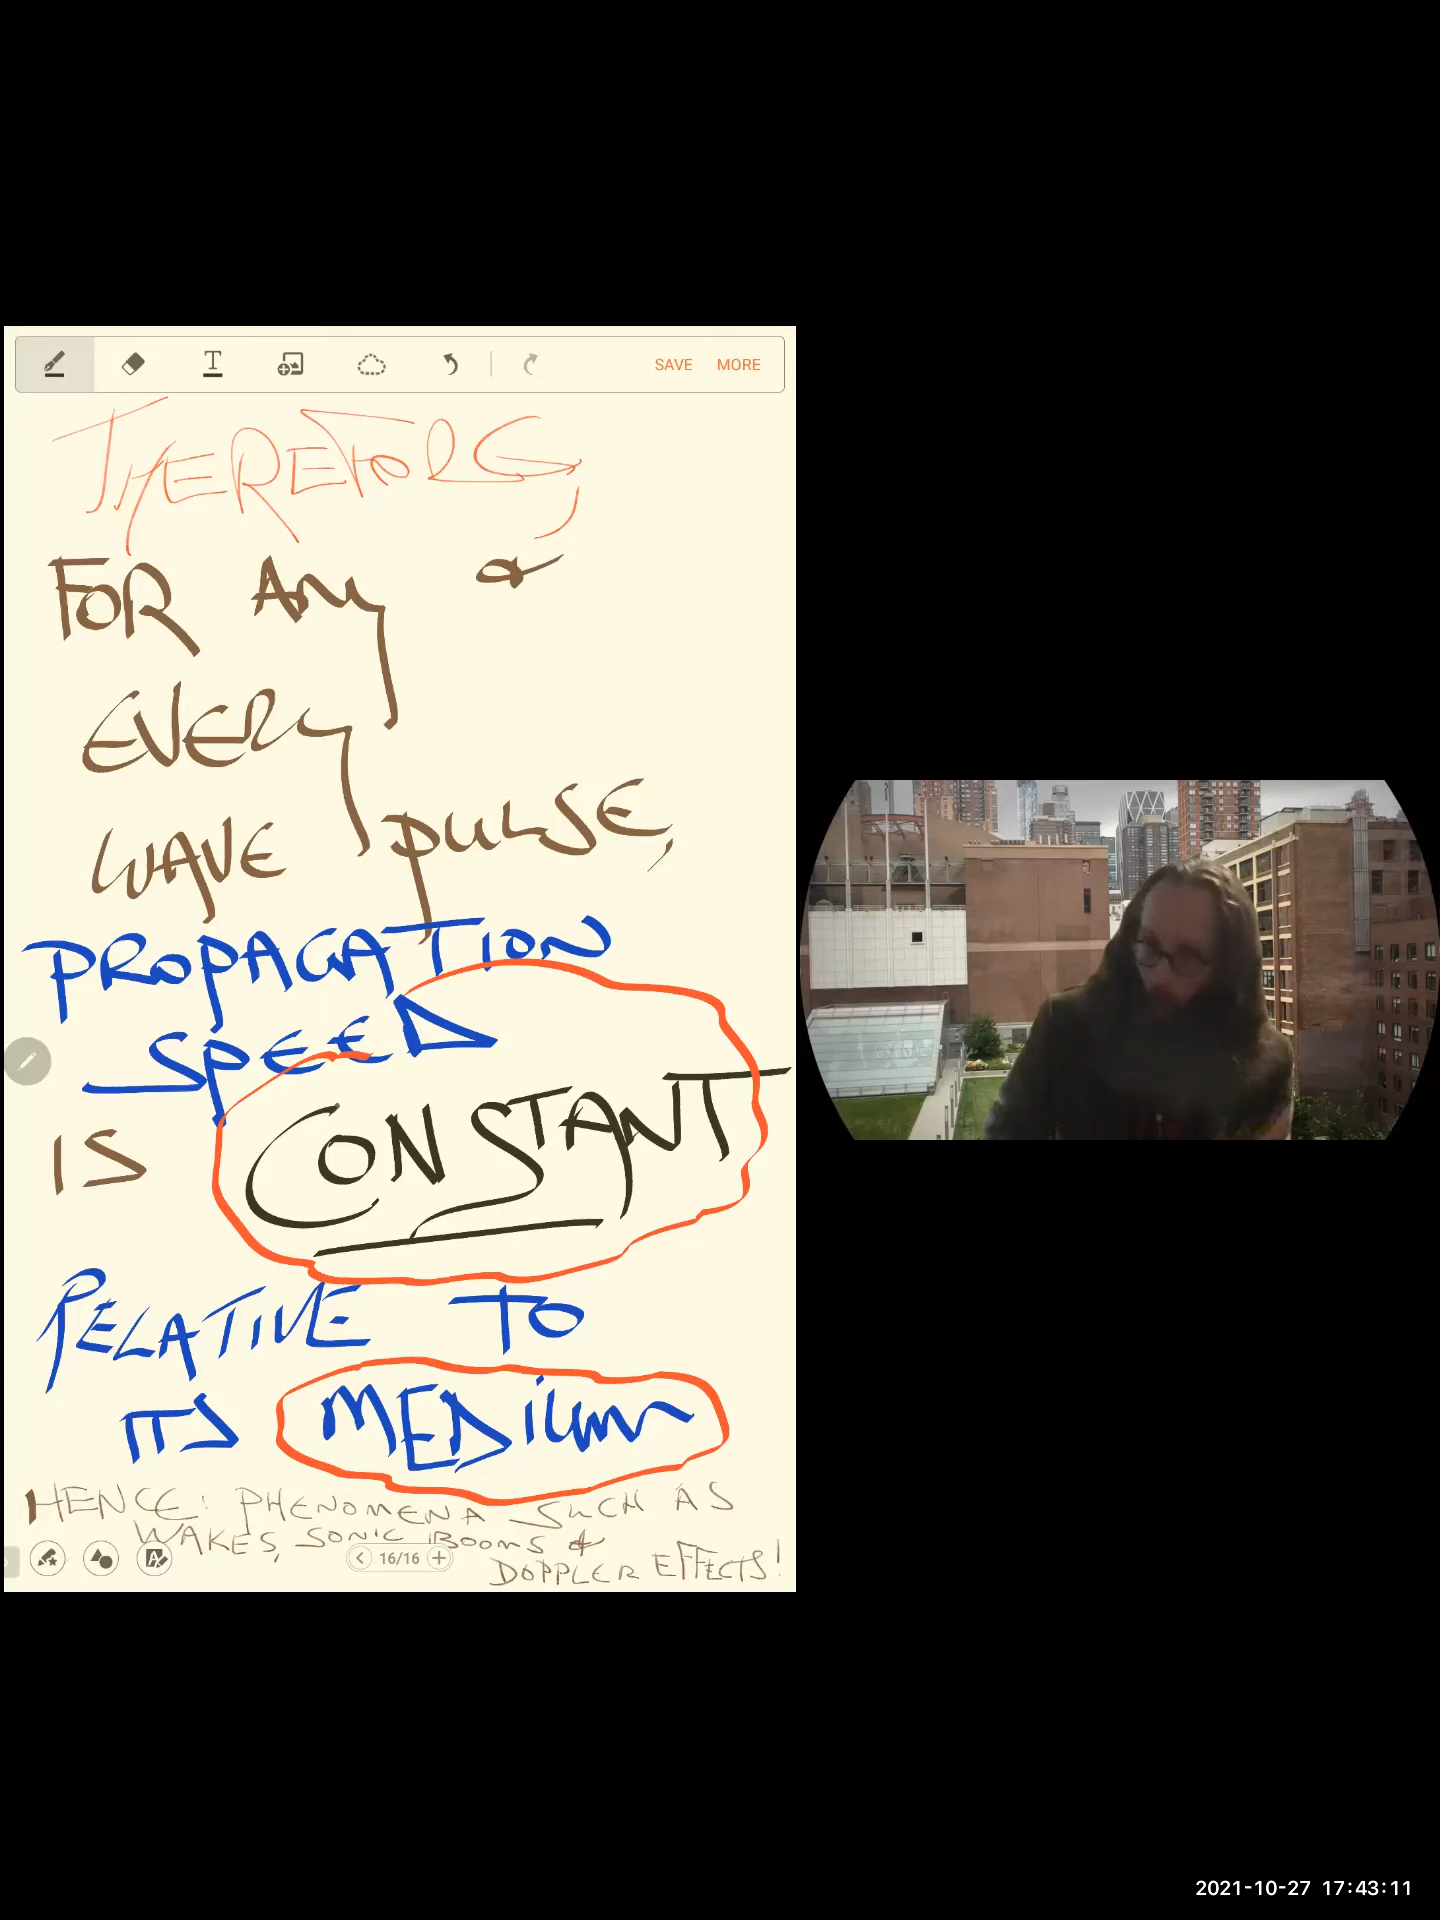 T SAVE MORE
THEREFORE,
FOR ANY &
EVERY
WAVE PULSE,
PROPAGATION
SPEED
IS CONSTANT
RELATIVE TO
ITS MEDIUM
HENCE: PHENOMENA SUCH AS
WAKES, SONIC BOOMS &
16/16
DOPPLER EFFECTS!
2021-10-27 17:43:11